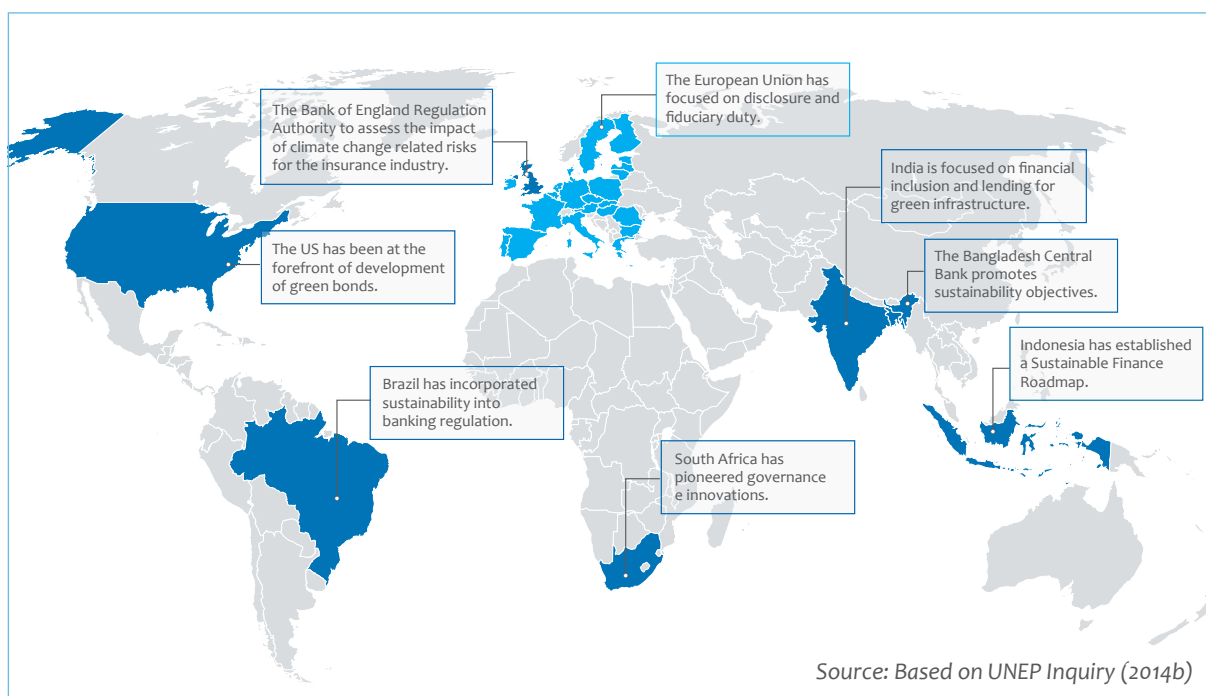 The European Union has
focused on disclosure and
fiduciary duty.
The Bank of England Regulation
Authority to assess the impact
of climate change related risks
for the insurance industry.
India is focused on financial
inclusion and lending for
green infrastructure.
The US has been at the
forefront of development
of green bonds.
The Bangladesh Central
Bank promotes
sustainability objectives.
Indonesia has established
a Sustainable Finance
Roadmap.
Brazil has incorporated
sustainability into
banking regulation.
South Africa has
pioneered governance
e innovations.
Source: Based on UNEP Inquiry (2014b)